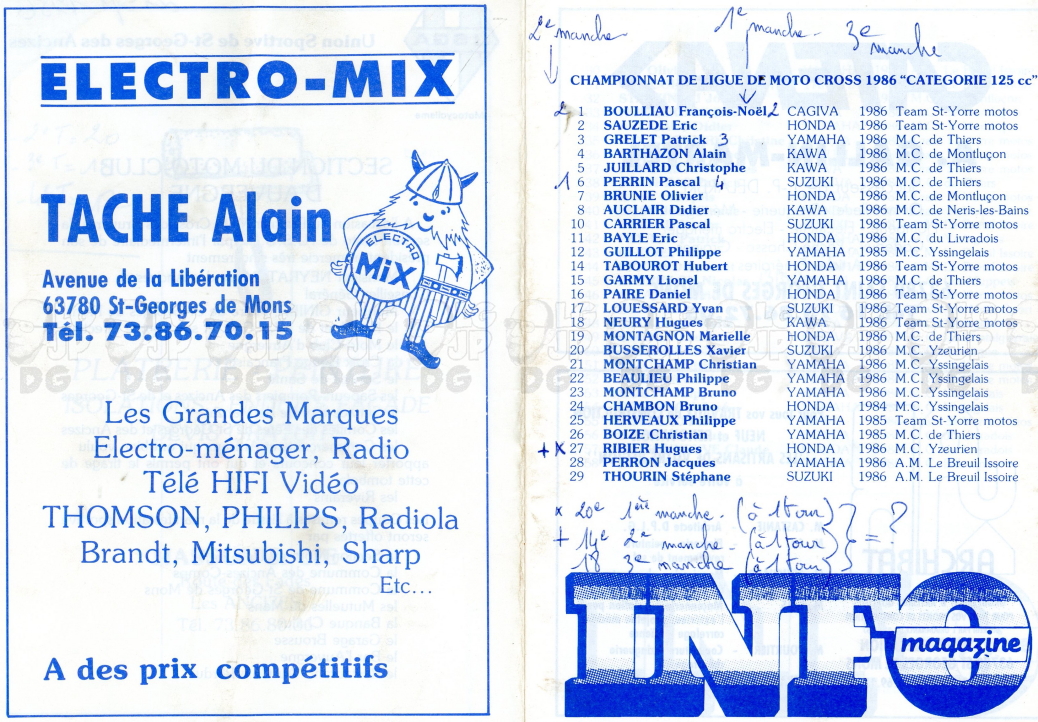 ELECTRO-MIX
TACHE Alain
Avenue de la Libération
63780 St-Georges de Mons
Tél. 73.86.70.15
ELECTRO
MiX
Les Grandes Marques
Electro-ménager, Radio
Télé HIFI Vidéo
THOMSON, PHILIPS, Radiola
Brandt, Mitsubishi, Sharp
Etc...
A des prix compétitifs
2e manche 1e manche - 3e manche
CHAMPIONNAT DE LIGUE DE MOTO CROSS 1986 "CATEGORIE 125 cc"
2 1 BOULLIAU François-Noël 2 CAGIVA 1986 Team St-Yorre motos
2 SAUZEDE Eric HONDA 1986 Team St-Yorre motos
3 GRELET Patrick 3 YAMAHA 1986 M.C. de Thiers
4 BARTHAZON Alain KAWA 1986 M.C. de Montluçon
5 JUILLARD Christophe KAWA 1986 M.C. de Thiers
1 6 PERRIN Pascal 4 SUZUKI 1986 M.C. de Thiers
7 BRUNIE Olivier HONDA 1986 M.C. de Montluçon
8 AUCLAIR Didier KAWA 1986 M.C. de Neris-les-Bains
10 CARRIER Pascal SUZUKI 1986 Team St-Yorre motos
11 BAYLE Eric HONDA 1986 M.C. du Livradois
12 GUILLOT Philippe YAMAHA 1985 M.C. Yssingelais
14 TABOUROT Hubert HONDA 1986 Team St-Yorre motos
15 GARMY Lionel YAMAHA 1986 M.C. de Thiers
16 PAIRE Daniel HONDA 1986 Team St-Yorre motos
17 LOUESSARD Yvan SUZUKI 1986 Team St-Yorre motos
18 NEURY Hugues KAWA 1986 Team St-Yorre motos
19 MONTAGNON Marielle HONDA 1986 M.C. de Thiers
20 BUSSEROLLES Xavier SUZUKI 1986 M.C. Yzeurien
21 MONTCHAMP Christian YAMAHA 1986 M.C. Yssingelais
22 BEAULIEU Philippe YAMAHA 1986 M.C. Yssingelais
23 MONTCHAMP Bruno YAMAHA 1986 M.C. Yssingelais
24 CHAMBON Bruno HONDA 1984 M.C. Yssingelais
25 HERVEAUX Philippe YAMAHA 1985 Team St-Yorre motos
26 BOIZE Christian YAMAHA 1985 M.C. de Thiers
+ x 27 RIBIER Hugues HONDA 1986 M.C. Yzeurien
28 PERRON Jacques YAMAHA 1986 A.M. Le Breuil Issoire
29 THOURIN Stéphane SUZUKI 1986 A.M. Le Breuil Issoire
x 20e 1ère manche - (à 1 tour)
+ 14e 2e manche - (à 1 tour) = ?
18 3e manche (à 1 tour)
INFO
magazine